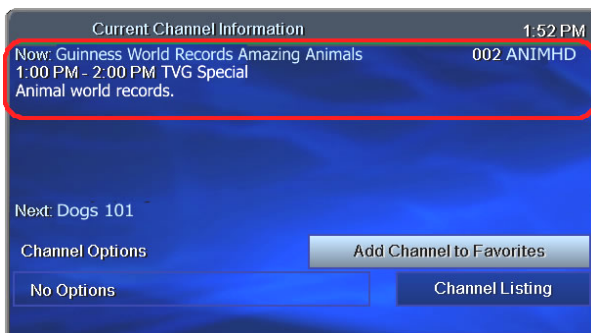 Current Channel Information 1:52 PM
Now: Guinness World Records Amazing Animals 002 ANIMHD
1:00 PM - 2:00 PM TVG Special
Animal world records.
Next: Dogs 101
Channel Options Add Channel to Favorites
No Options Channel Listing